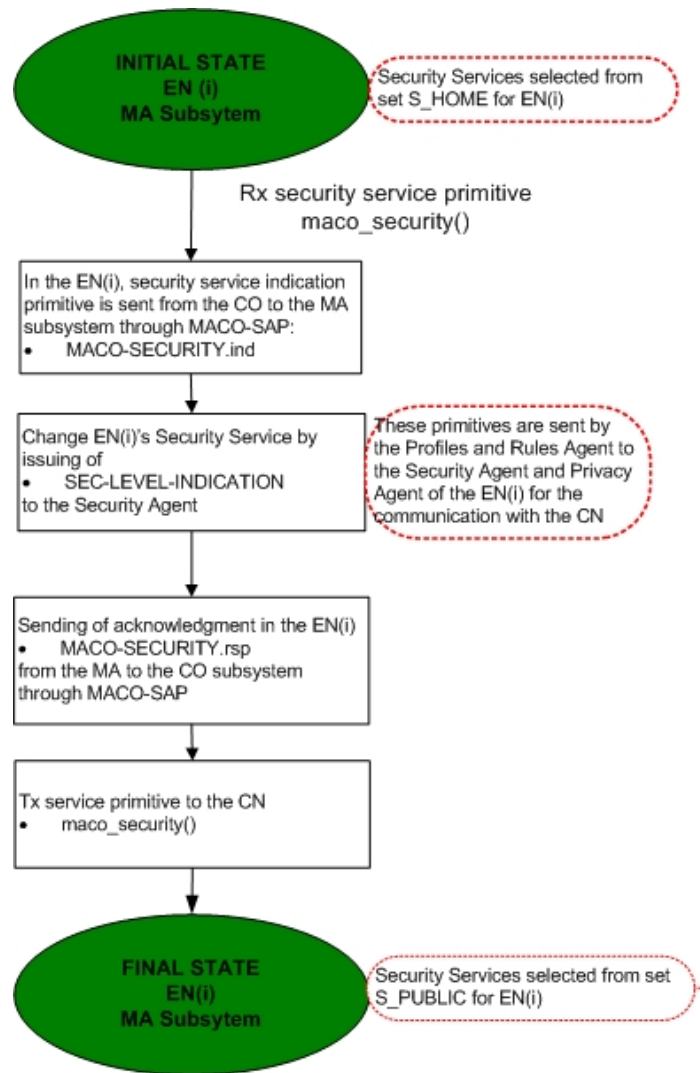 INITIAL STATE
EN (i)
MA Subsytem
Security Services selected from
set S_HOME for EN(i)
Rx security service primitive
maco_security()
In the EN(i), security service indication
primitive is sent from the CO to the MA
subsystem through MACO-SAP:
• MACO-SECURITY.ind
Change EN(i)'s Security Service by
issuing of
• SEC-LEVEL-INDICATION
to the Security Agent
These primitives are sent by
the Profiles and Rules Agent to
the Security Agent and Privacy
Agent of the EN(i) for the
communication with the CN
Sending of acknowledgment in the EN(i)
• MACO-SECURITY.rsp
from the MA to the CO subsystem
through MACO-SAP
Tx service primitive to the CN
• maco_security()
FINAL STATE
EN(i)
MA Subsytem
Security Services selected from set
S_PUBLIC for EN(i)